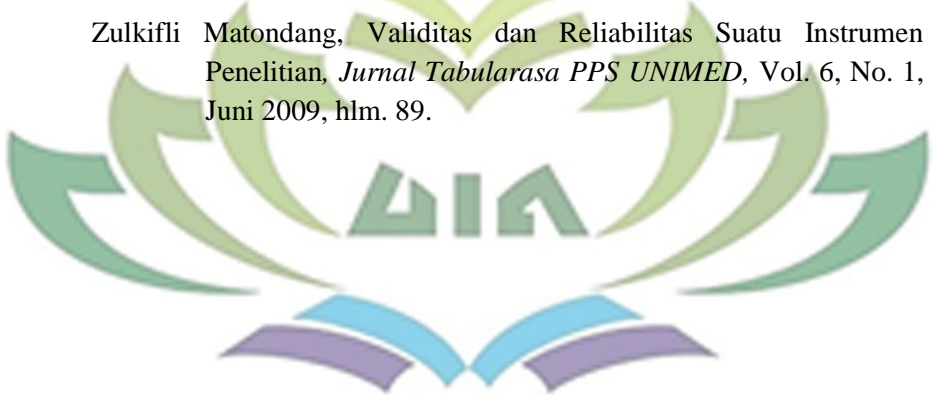 Zulkifli Matondang, Validitas dan Reliabilitas Suatu Instrumen
Penelitian, Jurnal Tabularasa PPS UNIMED, Vol. 6, No. 1,
Juni 2009, hlm. 89.
UIN